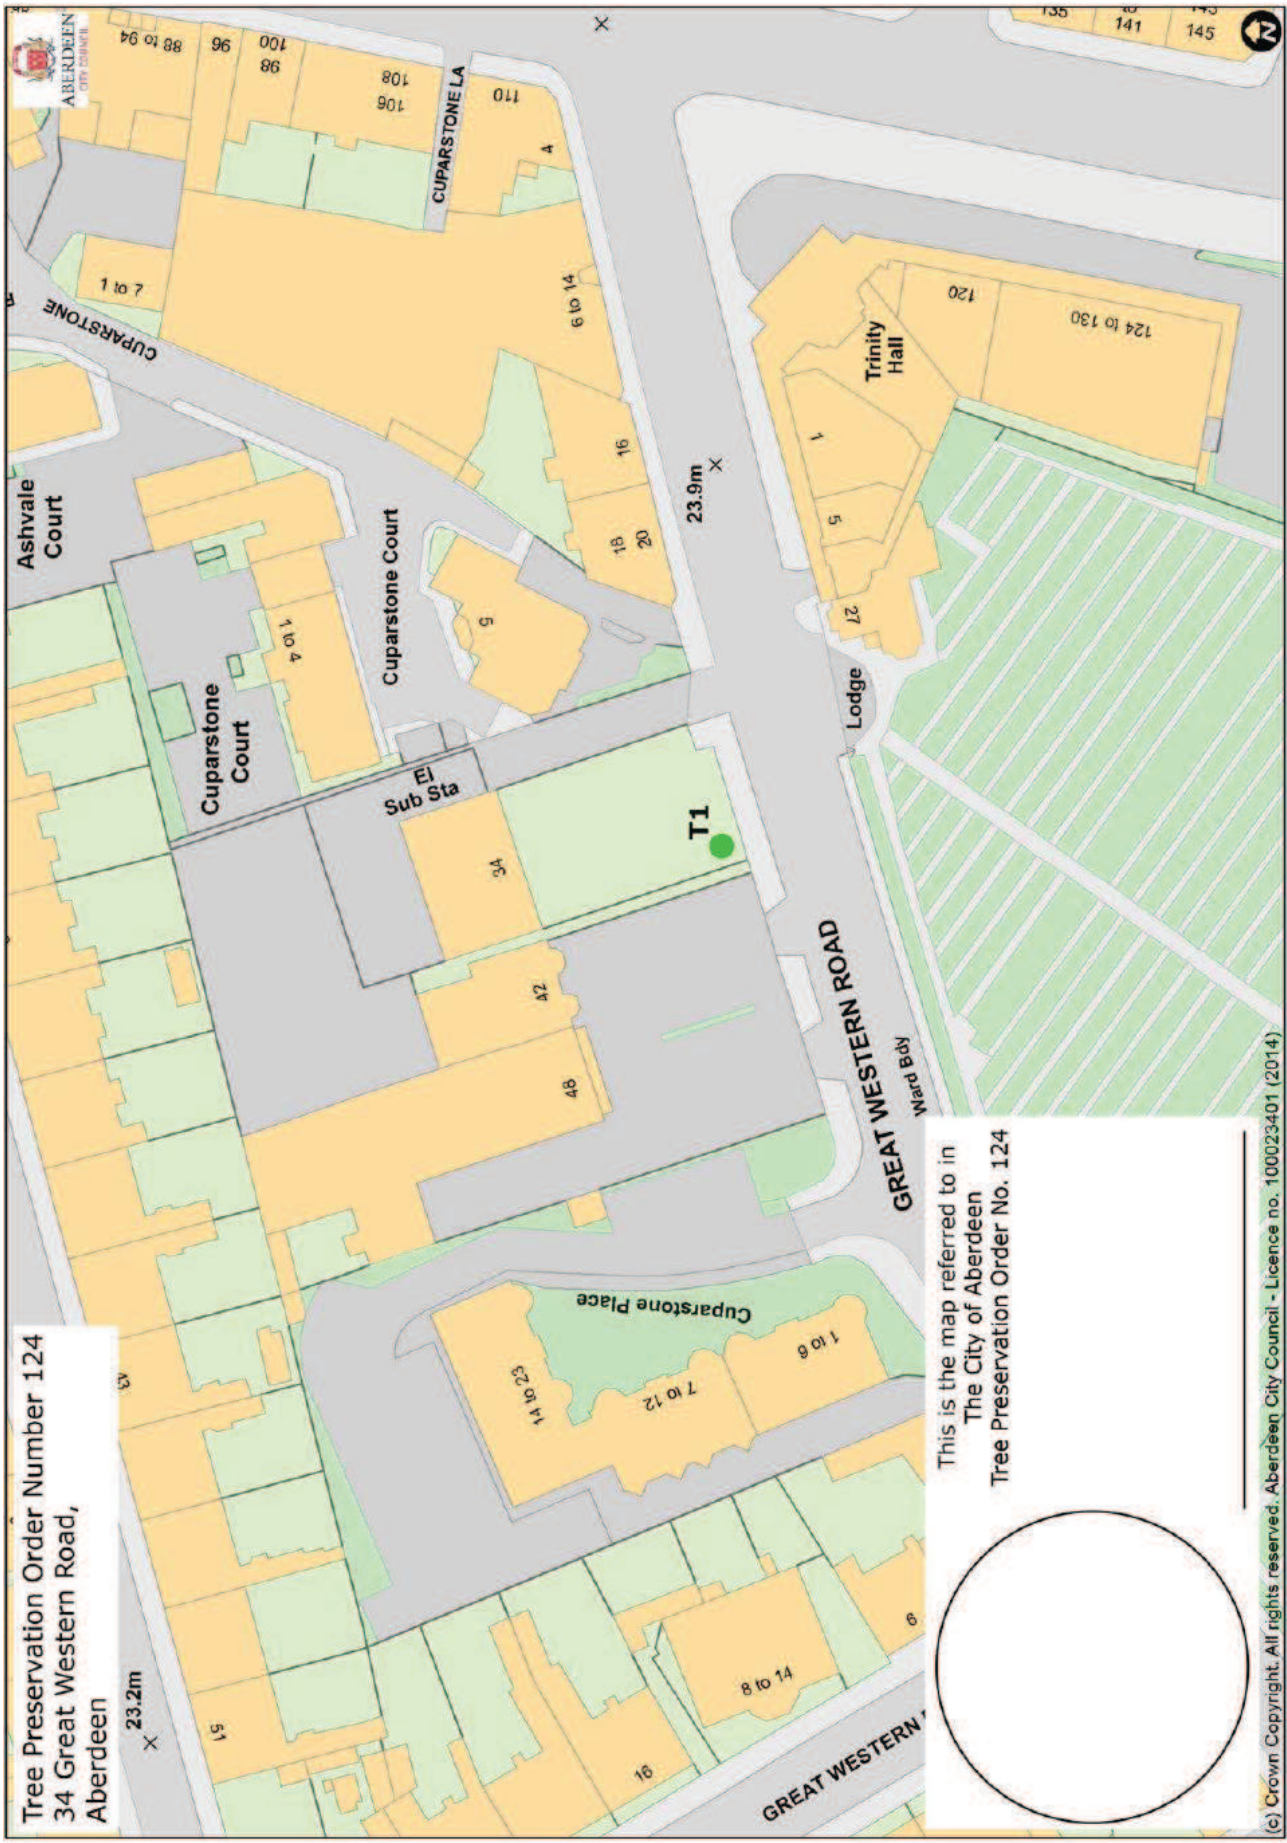 Tree Preservation Order Number 124
34 Great Western Road,
Aberdeen
ABERDEEN
CITY COUNCIL
N
23.2m
51
43
Ashvale
Court
CUPARSTONE
1 to 7
88 to 94
96
100
98
108
106
CUPARSTONE LA
110
4
6 to 14
16
18
20
Cuparstone
Court
1 to 4
Cuparstone Court
5
El
Sub Sta
34
42
48
T1
23.9m
Cuparstone Place
14 to 23
7 to 12
1 to 6
8 to 14
6
16
GREAT WESTERN
GREAT WESTERN ROAD
Ward Bdy
Lodge
27
5
1
Trinity
Hall
120
124 to 130
135
141
145
This is the map referred to in
The City of Aberdeen
Tree Preservation Order No. 124
(c) Crown Copyright. All rights reserved. Aberdeen City Council - Licence no. 100023401 (2014)